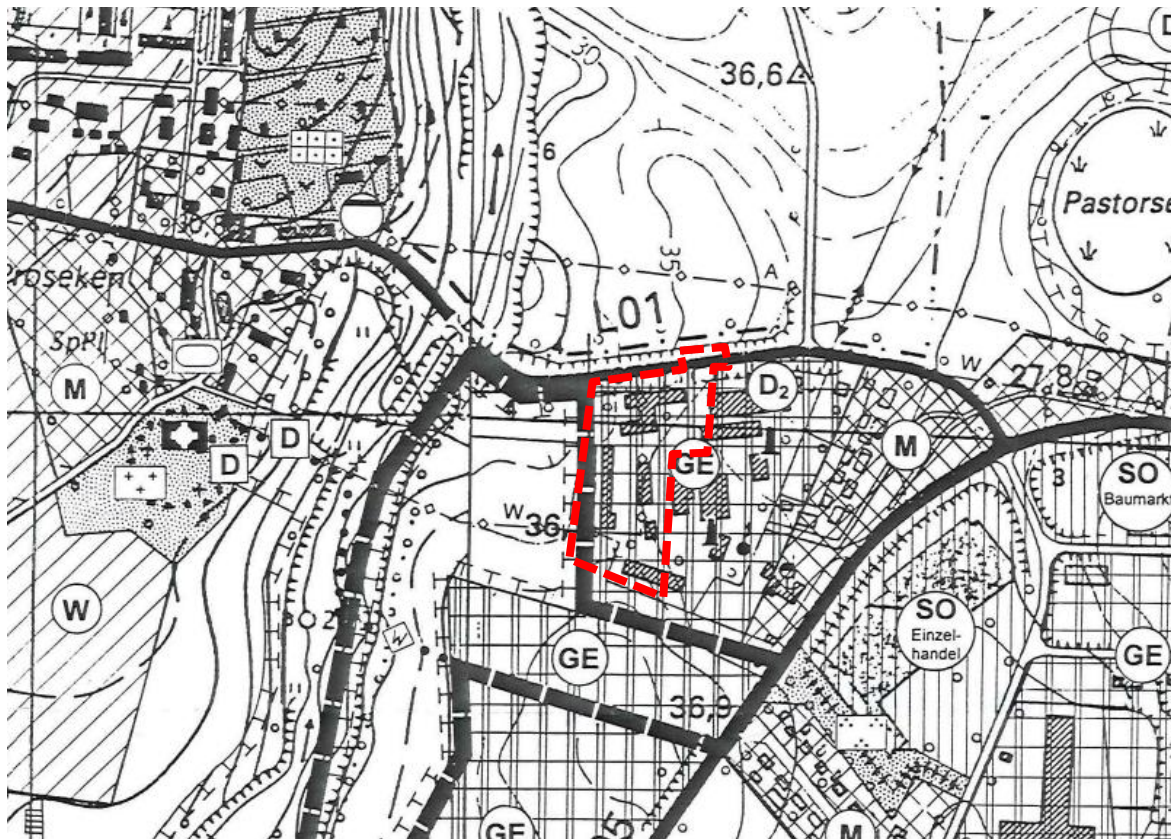 36,6
30
6
Pastorse
35
A
L01
Proseken
SpPl
W
27,8
M
D₂
M
GE
SO
Baumarkt
3
D
D
W
36,
W
SO
Einzel-
handel
GE
GE
36,9
GE
M